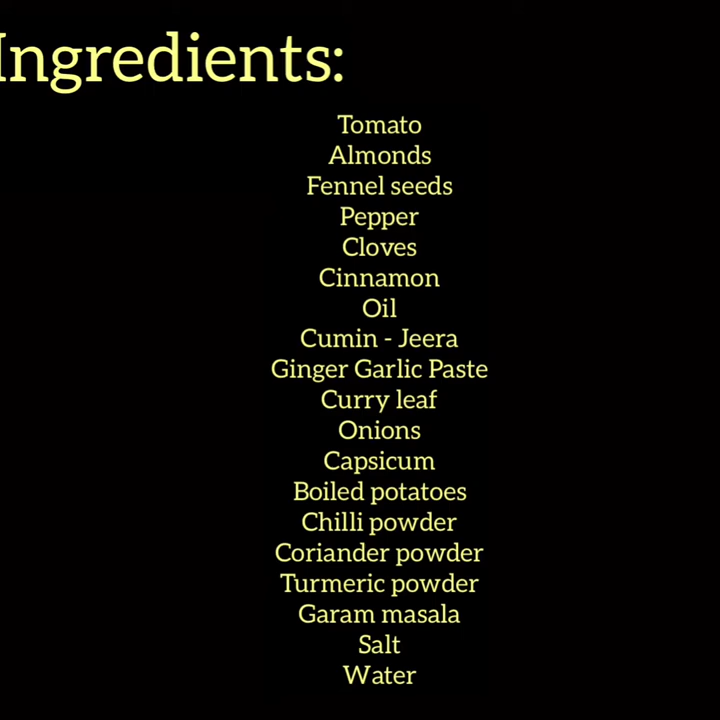 Ingredients:
Tomato
Almonds
Fennel seeds
Pepper
Cloves
Cinnamon
Oil
Cumin - Jeera
Ginger Garlic Paste
Curry leaf
Onions
Capsicum
Boiled potatoes
Chilli powder
Coriander powder
Turmeric powder
Garam masala
Salt
Water